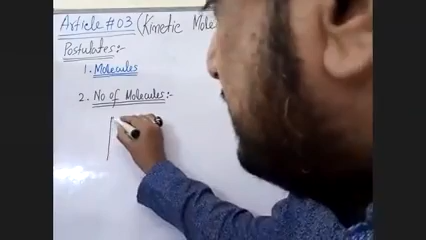 Article #03 (Kinetic Mole
Postulates:-
1. Molecules
2. No of Molecules:-